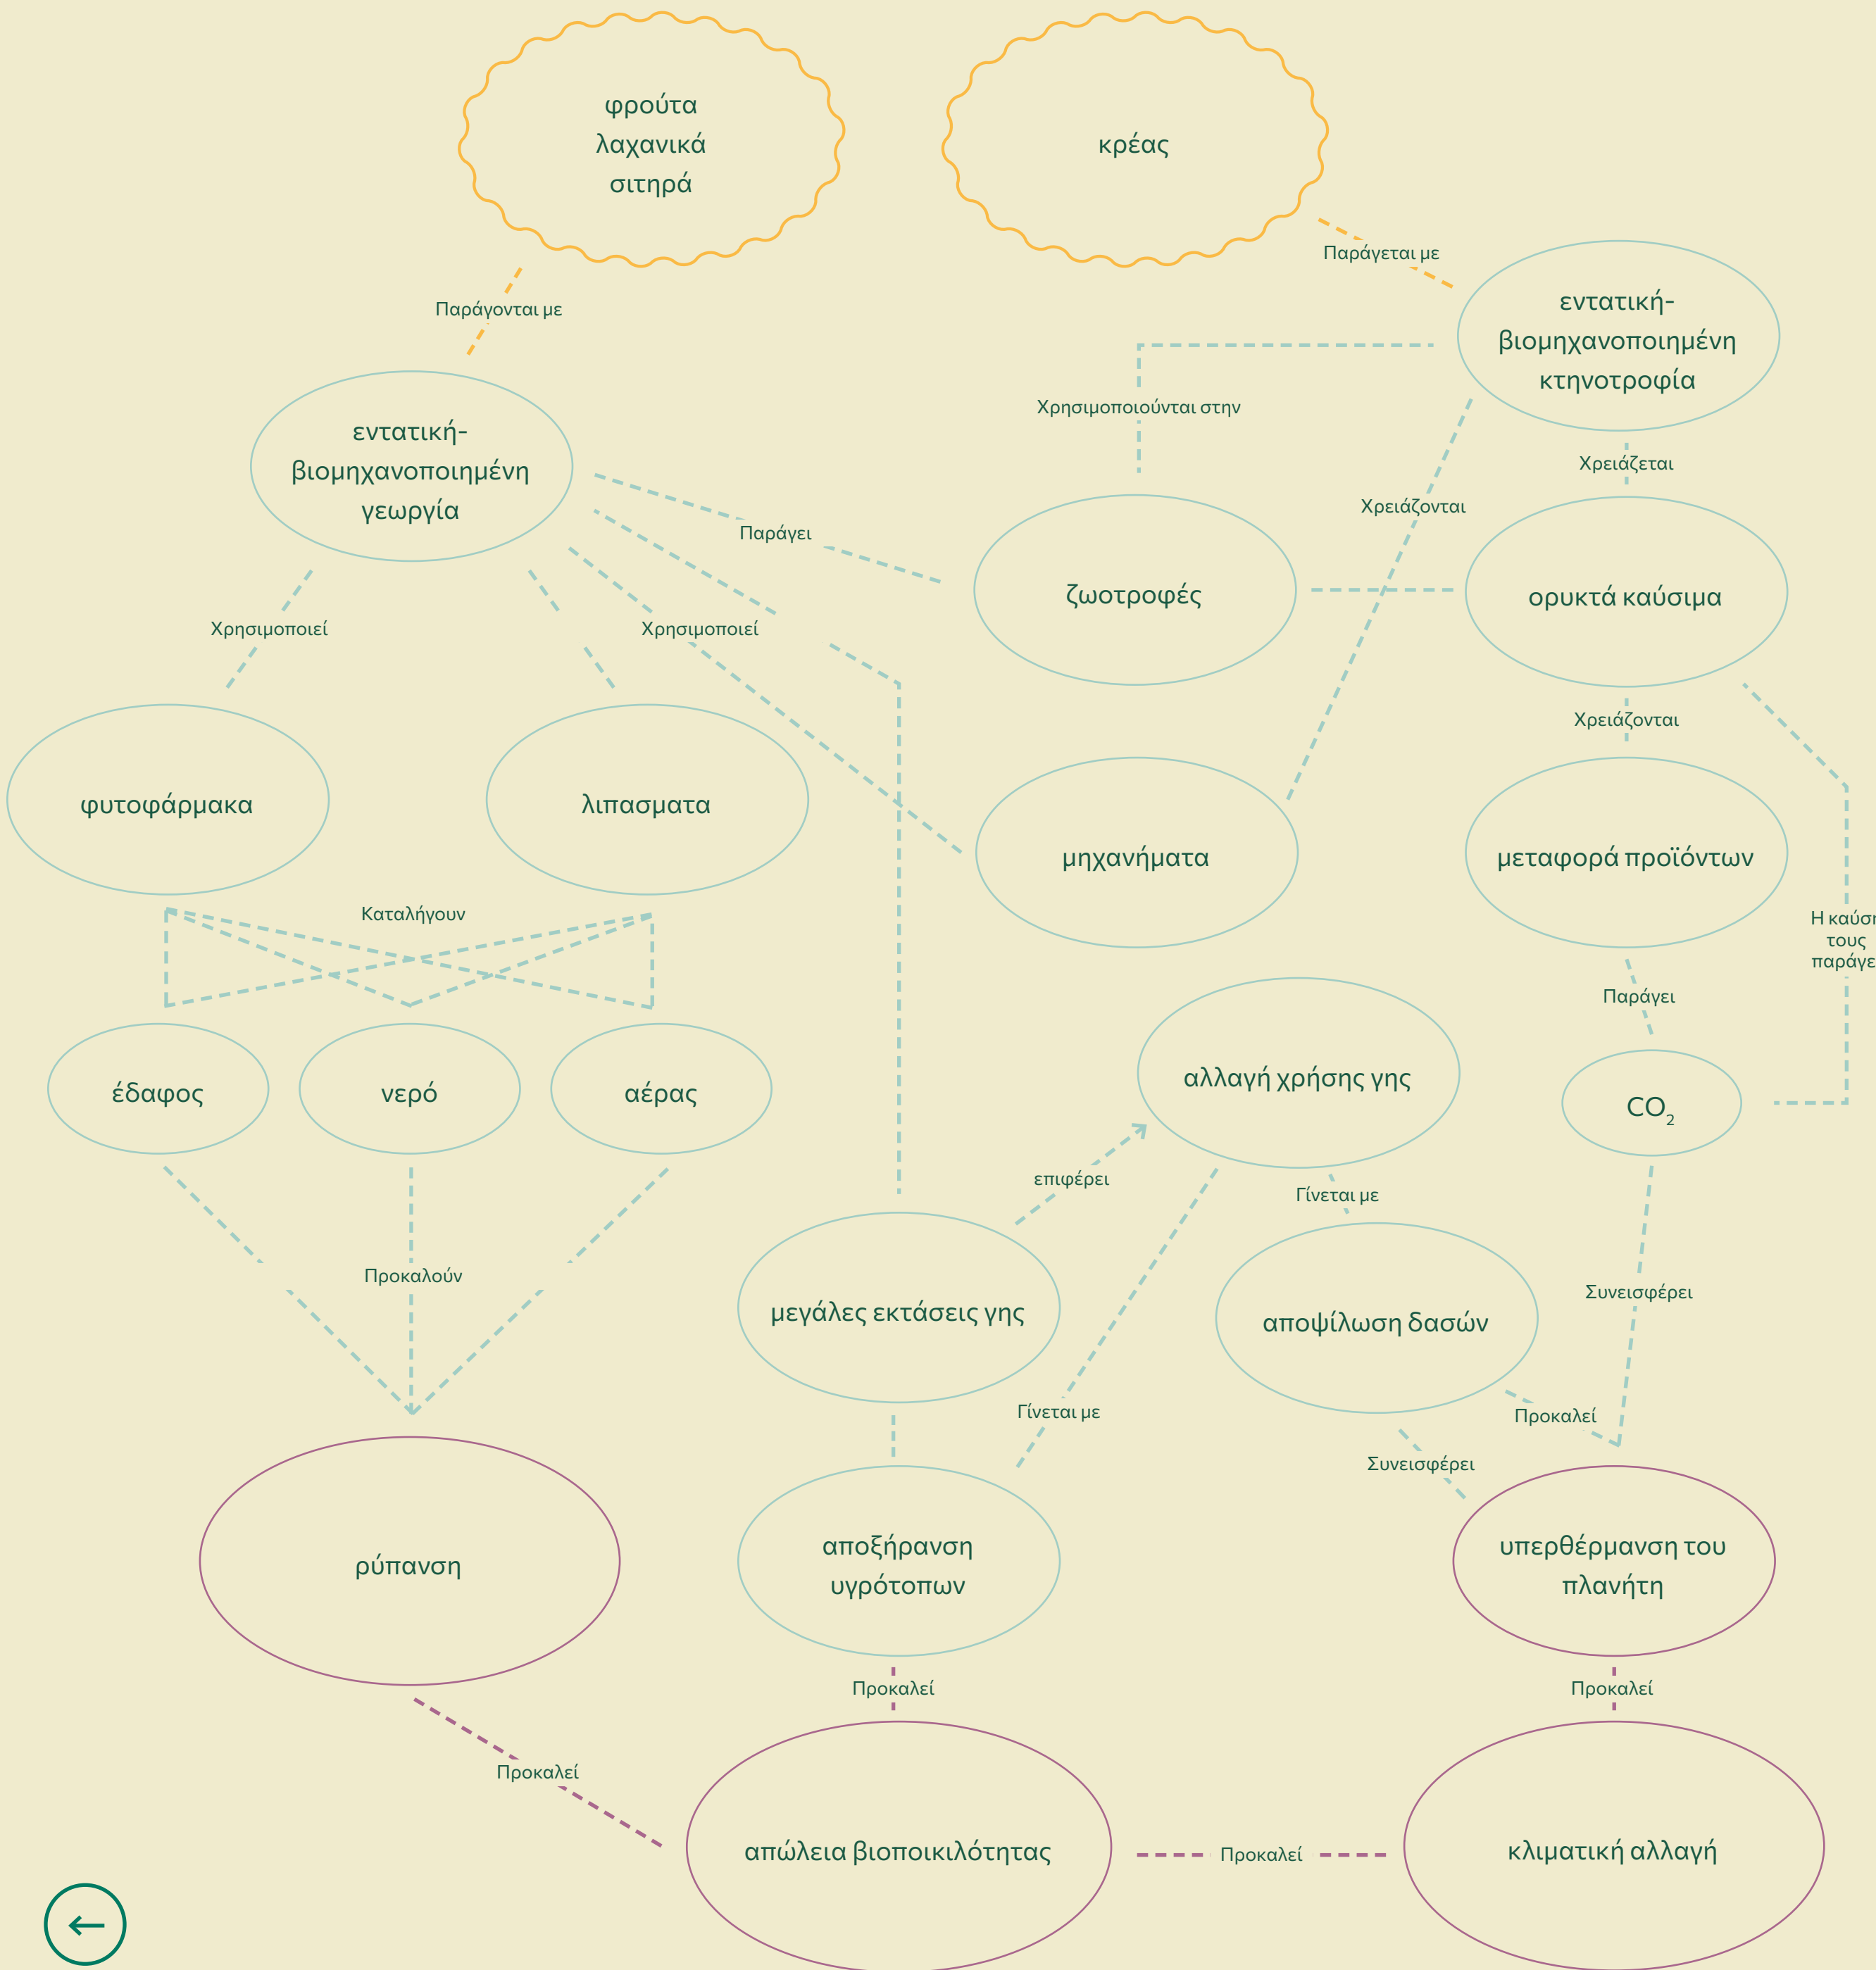 φρούτα
λαχανικά
σιτηρά
κρέας
Παράγεται με
Παράγονται με
εντατική-
βιομηχανοποιημένη
κτηνοτροφία
Χρησιμοποιούνται στην
εντατική-
βιομηχανοποιημένη
γεωργία
Χρειάζεται
Χρειάζονται
Παράγει
ζωοτροφές
ορυκτά καύσιμα
Χρησιμοποιεί
Χρησιμοποιεί
Χρειάζονται
φυτοφάρμακα
λιπασματα
μηχανήματα
μεταφορά προϊόντων
Καταλήγουν
Η καύσ
τους
παράγε
Παράγει
έδαφος
νερό
αέρας
αλλαγή χρήσης γης
CO₂
επιφέρει
Γίνεται με
Προκαλούν
μεγάλες εκτάσεις γης
αποψίλωση δασών
Συνεισφέρει
Γίνεται με
Προκαλεί
Συνεισφέρει
ρύπανση
αποξήρανση
υγρότοπων
υπερθέρμανση του
πλανήτη
Προκαλεί
Προκαλεί
Προκαλεί
απώλεια βιοποικιλότητας
Προκαλεί
κλιματική αλλαγή